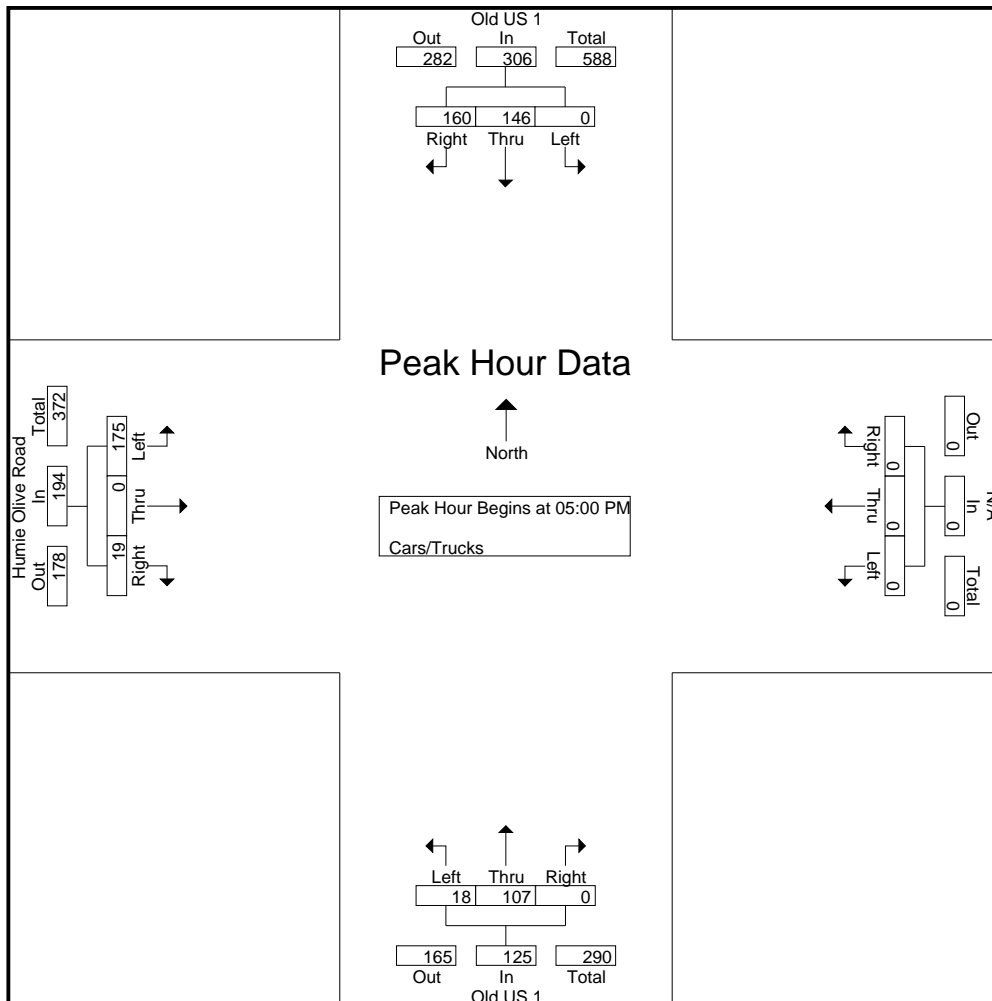 Old US 1
Out In Total
282 306 588
160 146 0
Right Thru Left
Peak Hour Data
North
Peak Hour Begins at 05:00 PM
Cars/Trucks
Humie Olive Road
Out In Total
178 194 372
19 0 175
Right Thru Left
N/A
Out In Total
0 0 0
0 0 0
Right Thru Left
Left Thru Right
18 107 0
165 125 290
Out In Total
Old US 1